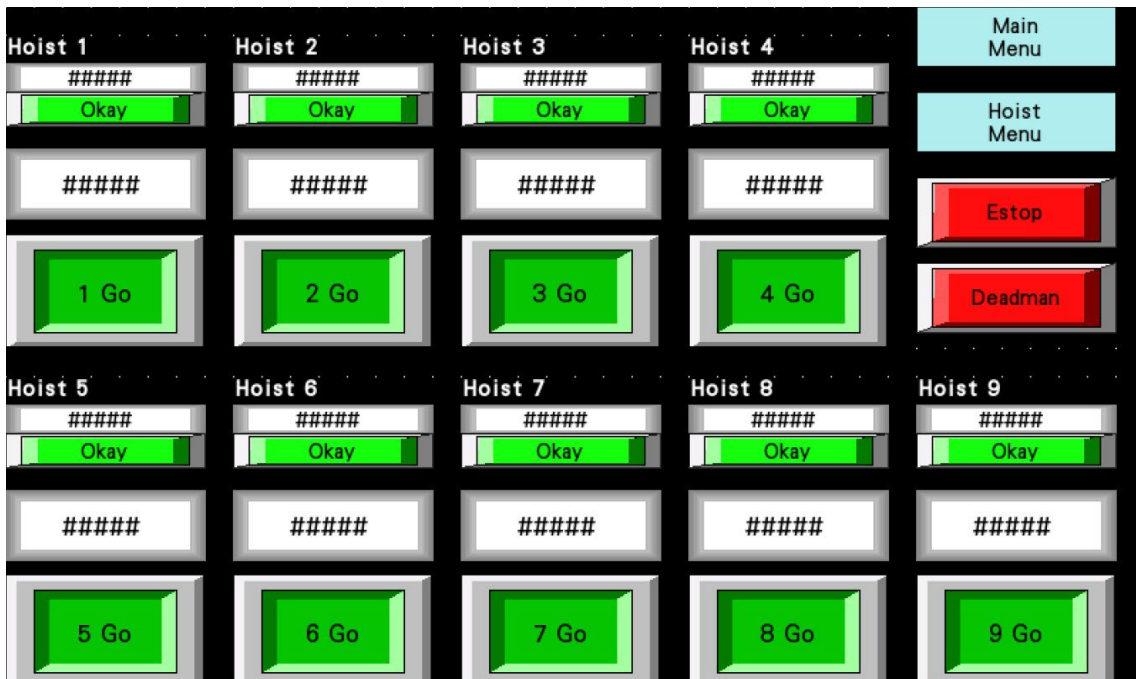 Hoist 1 Hoist 2 Hoist 3 Hoist 4 Main
Menu
##### ##### ##### #####
Okay Okay Okay Okay Hoist
Menu
##### ##### ##### ##### Estop
1 Go 2 Go 3 Go 4 Go Deadman
Hoist 5 Hoist 6 Hoist 7 Hoist 8 Hoist 9
##### ##### ##### ##### #####
Okay Okay Okay Okay Okay
##### ##### ##### ##### #####
5 Go 6 Go 7 Go 8 Go 9 Go